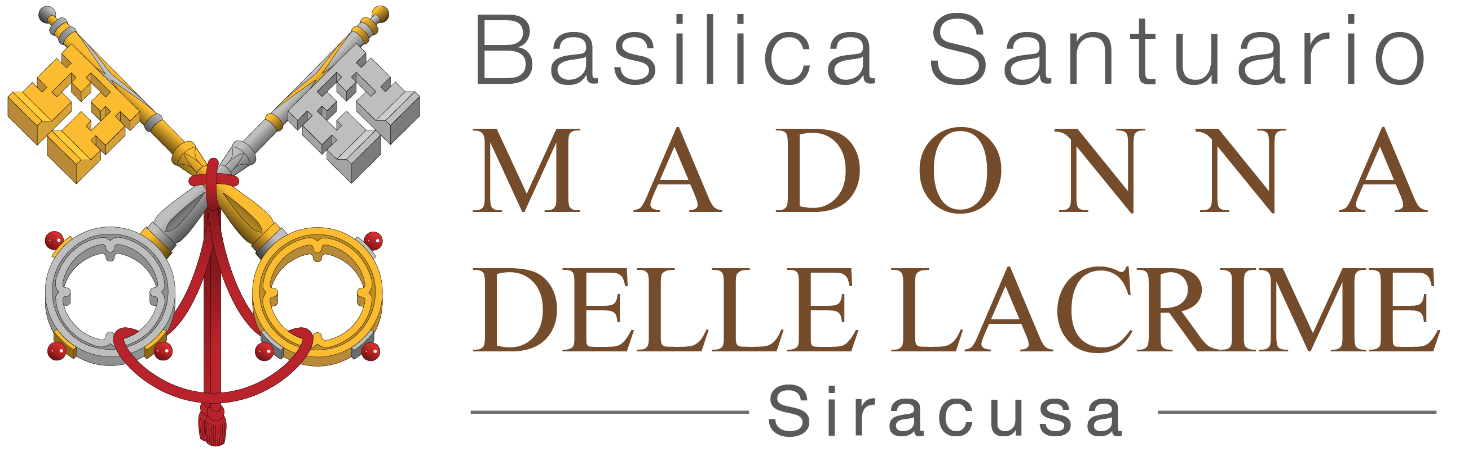 Basilica Santuario
MADONNA
DELLE LACRIME
Siracusa